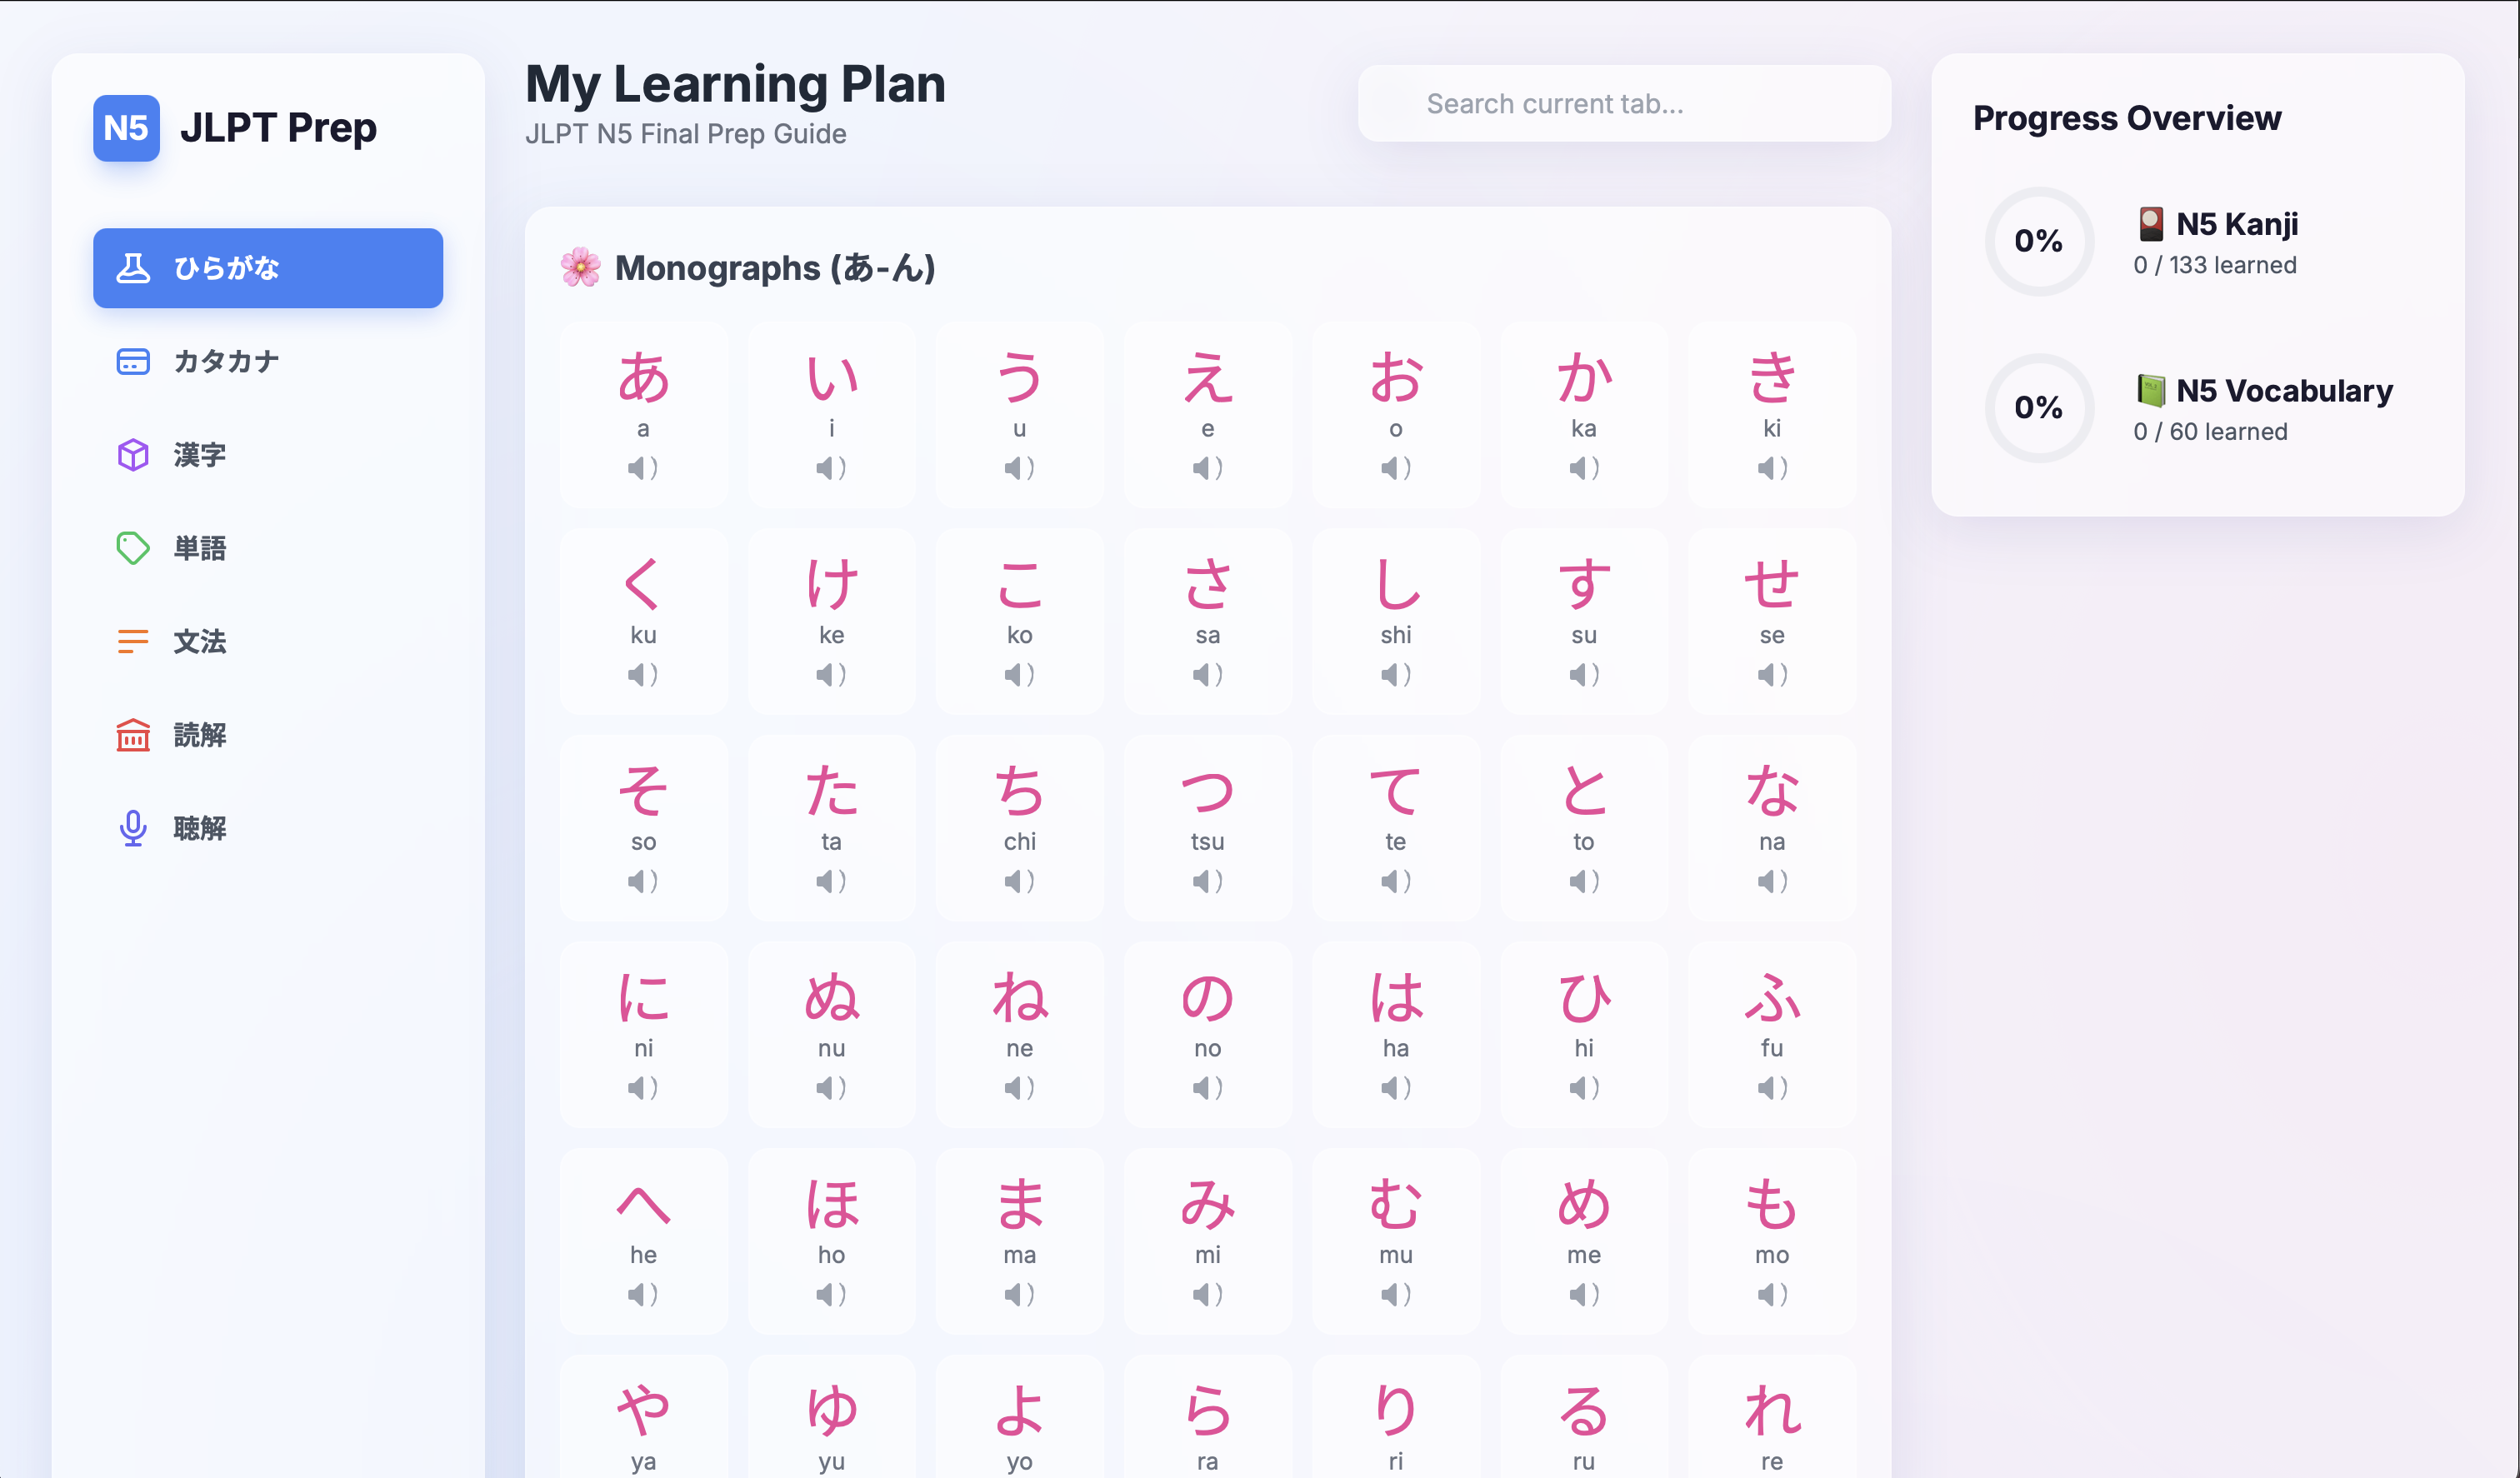 N5 JLPT Prep
ひらがな
カタカナ
漢字
単語
文法
読解
聴解
My Learning Plan
JLPT N5 Final Prep Guide
Search current tab...
🌸 Monographs (あ-ん)
あ い う え お か き
a i u e o ka ki
く け こ さ し す せ
ku ke ko sa shi su se
そ た ち つ て と な
so ta chi tsu te to na
に ぬ ね の は ひ ふ
ni nu ne no ha hi fu
へ ほ ま み む め も
he ho ma mi mu me mo
や ゆ よ ら り る れ
ya yu yo ra ri ru re
Progress Overview
0%
🎴 N5 Kanji
0 / 133 learned
0%
📗 N5 Vocabulary
0 / 60 learned